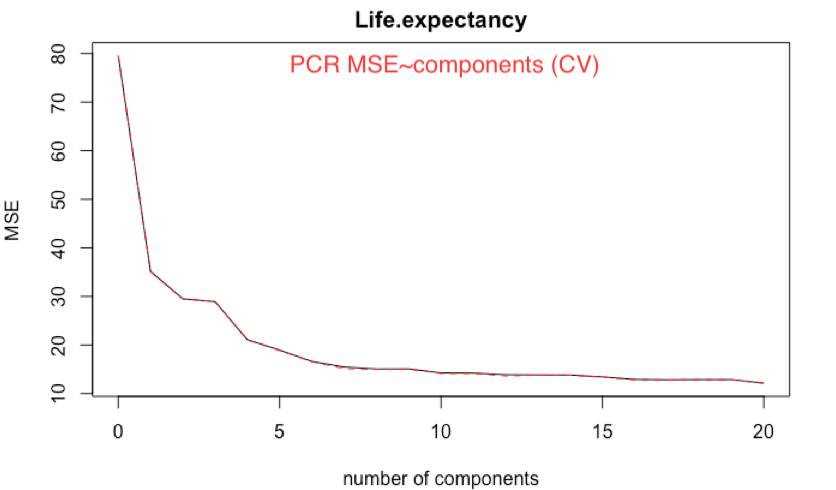 Life.expectancy
PCR MSE~components (CV)
80
70
60
50
40
30
20
10
MSE
0 5 10 15 20
number of components